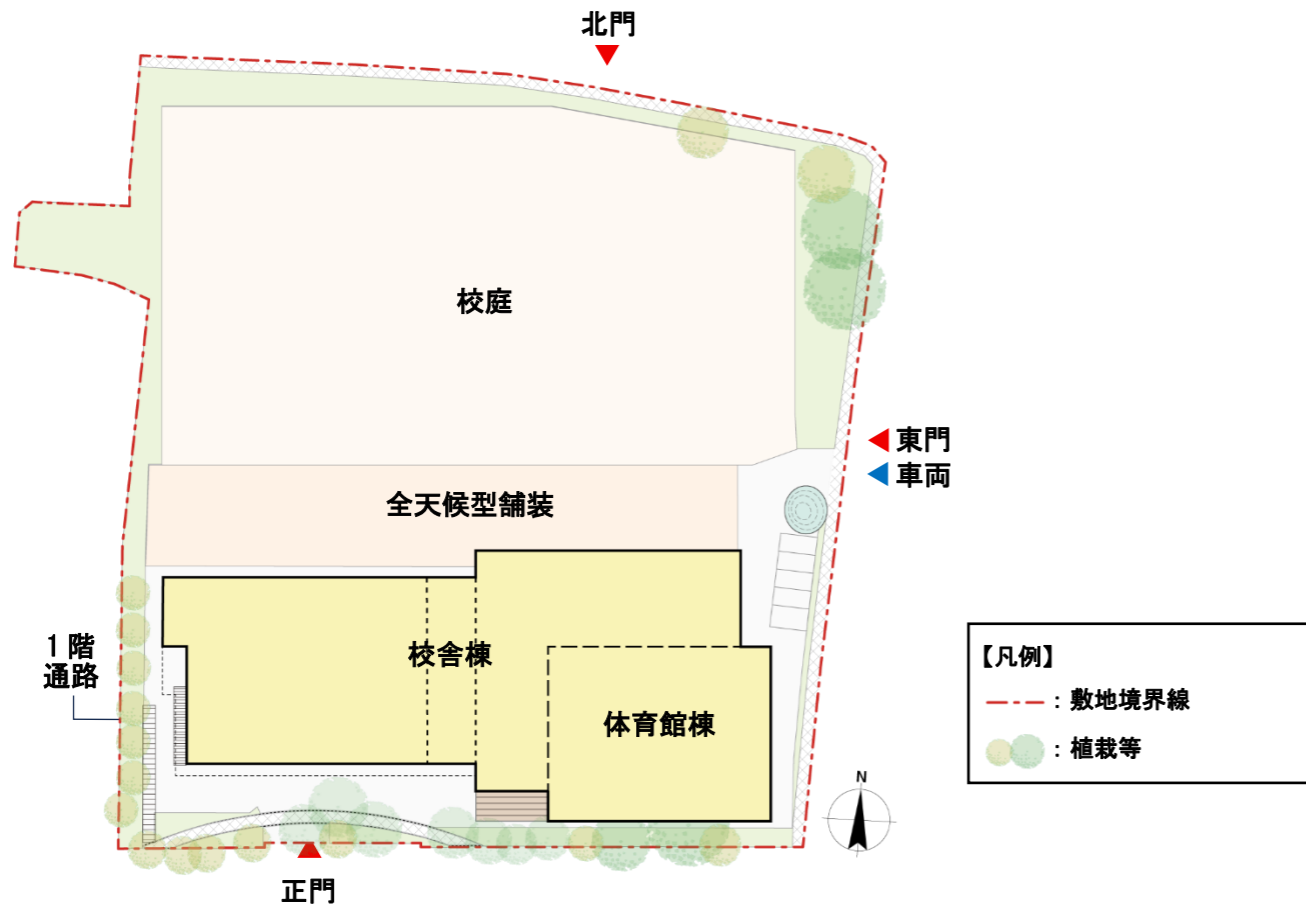 北門
校庭
東門
車両
全天候型舗装
1階
通路
校舎棟
体育館棟
N
正門
【凡例】
：敷地境界線
：植栽等